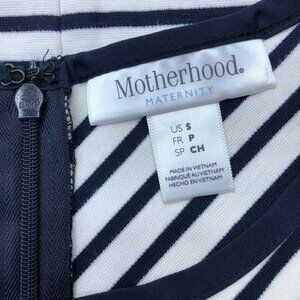 Motherhood.
MATERNITY
US S
FR P
SP CH
MADE IN VIETNAM
FABRIQUÉ AU VIETNAM
HECHO EN VIETNAM